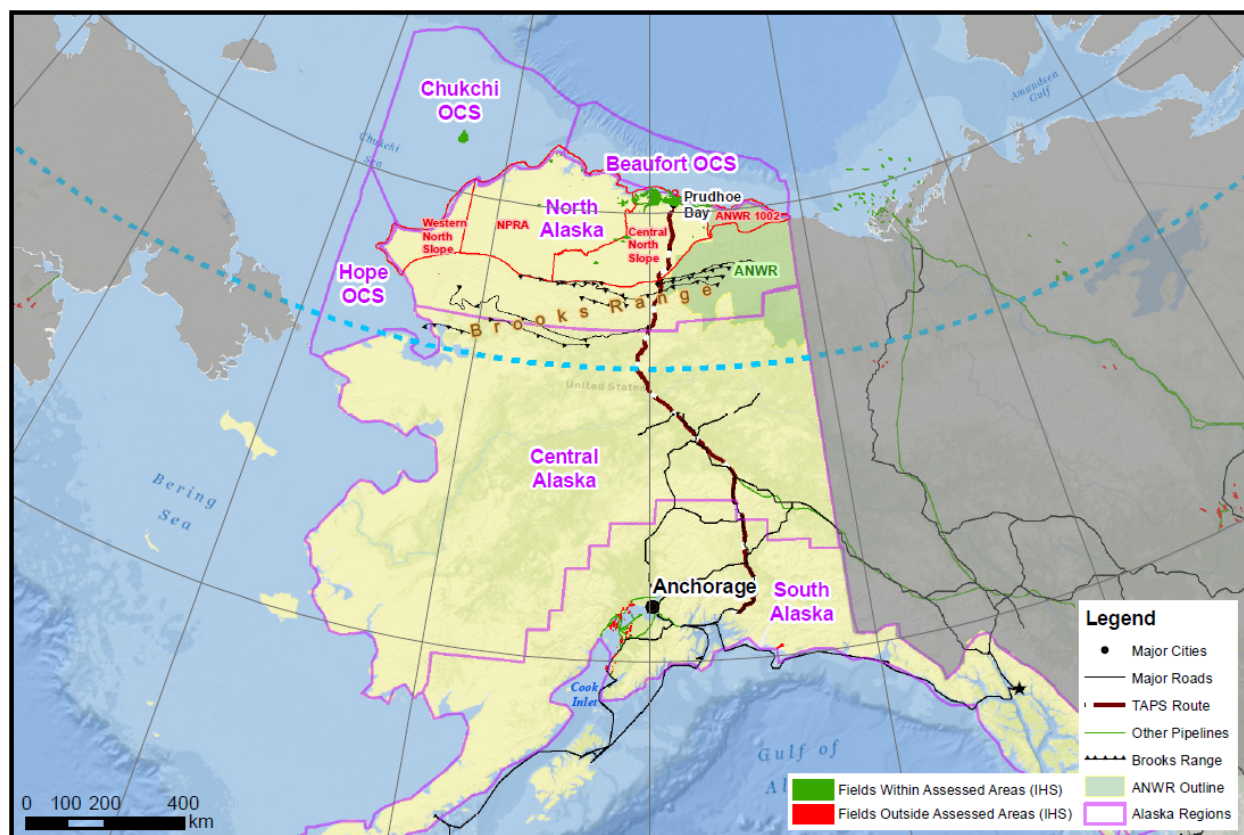 Amundsen
Gulf
Chukchi
OCS
Chukchi
Sea
Beaufort OCS
Prudhoe
Bay
North
Alaska
Western
North
Slope
NPRA
Central
North
Slope
ANWR 1002
ANWR
Hope
OCS
Brooks Range
United States
Central
Alaska
Bering
Sea
Anchorage
South
Alaska
Cook
Inlet
Gulf of
Legend
Major Cities
Major Roads
TAPS Route
Other Pipelines
Brooks Range
ANWR Outline
Alaska Regions
Fields Within Assessed Areas (IHS)
Fields Outside Assessed Areas (IHS)
0 100 200 400
km